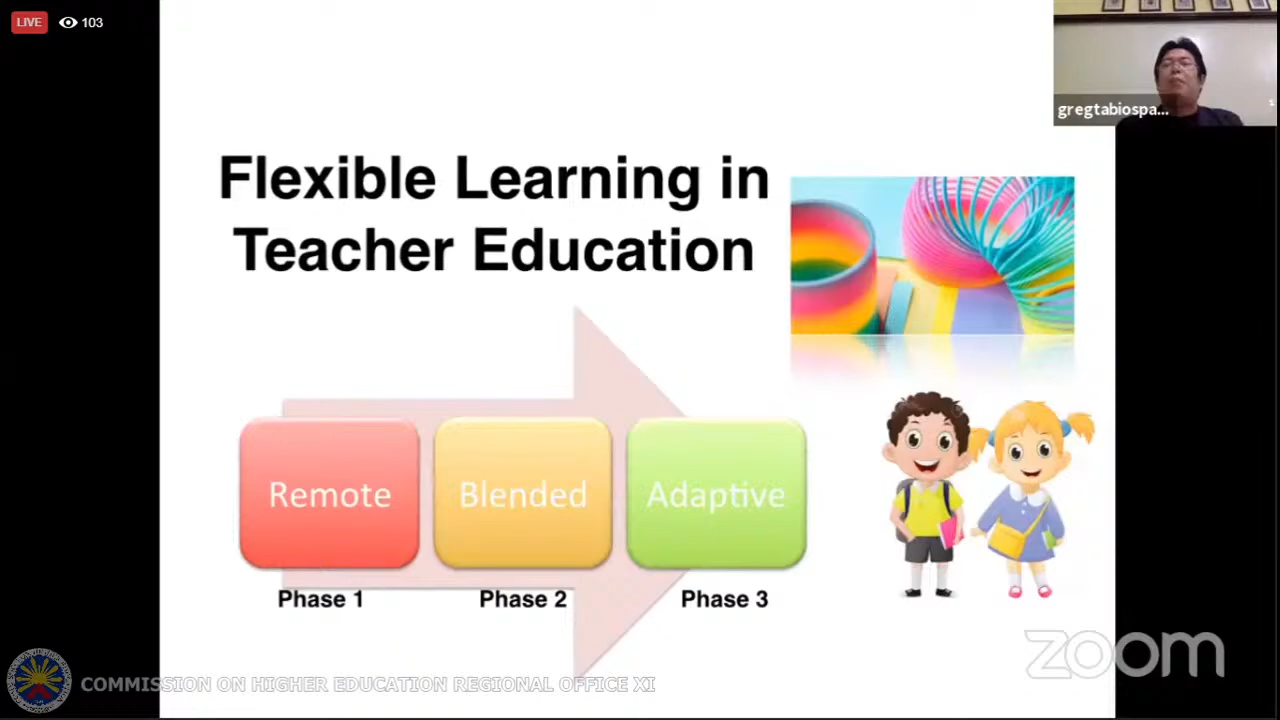 LIVE 103
gregtabiospa...
Flexible Learning in
Teacher Education
Remote
Blended
Adaptive
Phase 1
Phase 2
Phase 3
zoom
COMMISSION ON HIGHER EDUCATION REGIONAL OFFICE XI